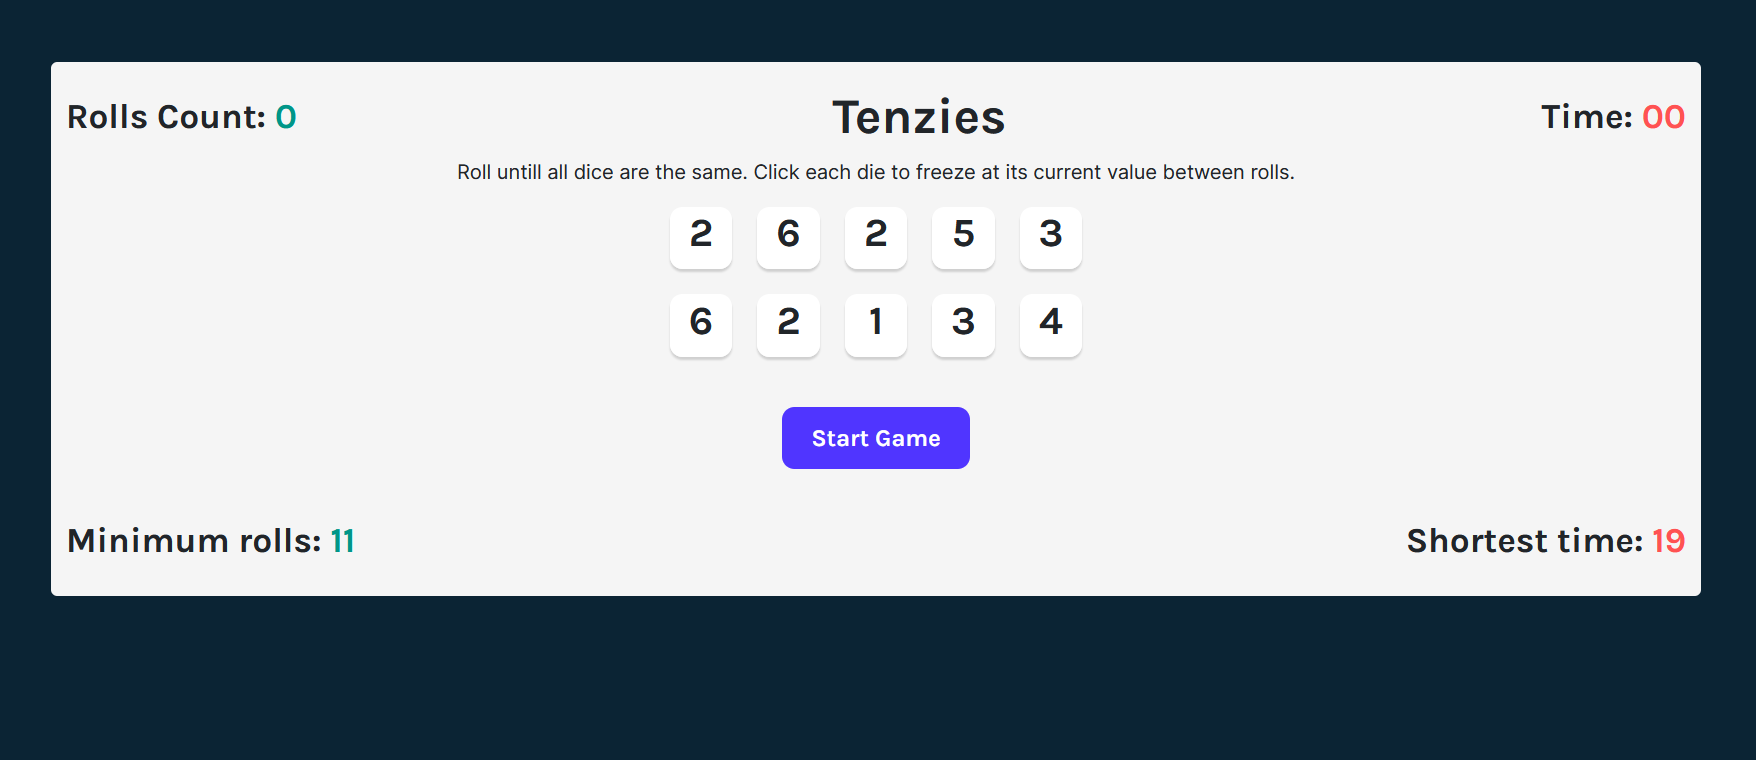 Rolls Count: 0
Tenzies
Time: 00
Roll untill all dice are the same. Click each die to freeze at its current value between rolls.
2 6 2 5 3
6 2 1 3 4
Start Game
Minimum rolls: 11
Shortest time: 19